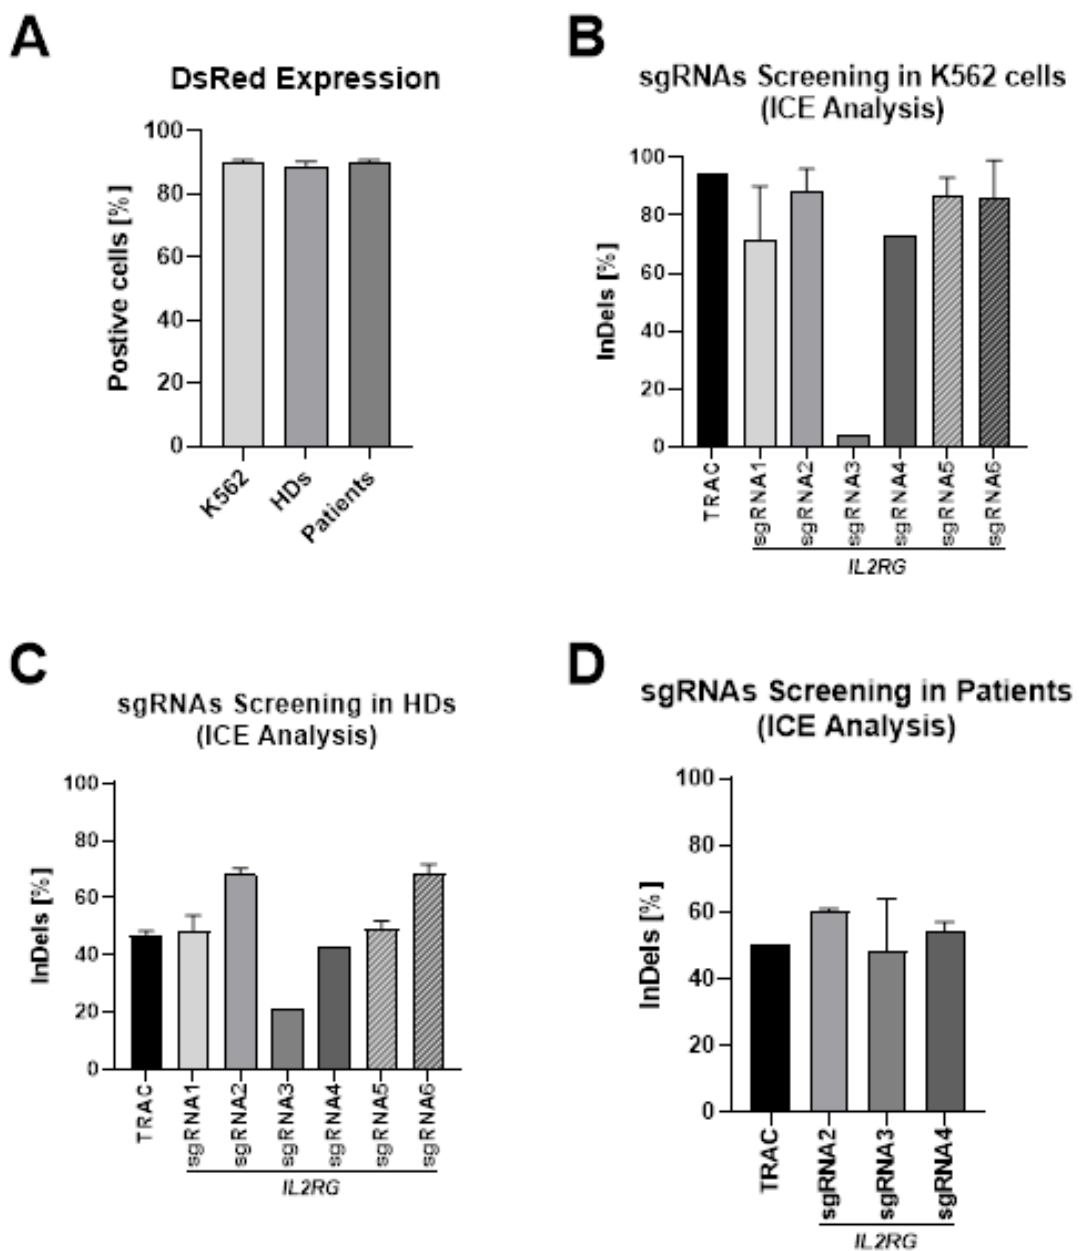 A
DsRed Expression
Postive cells [%]
100
80
60
40
20
0
K562
HDs
Patients
B
sgRNAs Screening in K562 cells
(ICE Analysis)
InDels [%]
100
80
60
40
20
0
TRAC
sgRNA1
sgRNA2
sgRNA3
sgRNA4
sgRNA5
sgRNA6
IL2RG
C
sgRNAs Screening in HDs
(ICE Analysis)
InDels [%]
100
80
60
40
20
0
TRAC
sgRNA1
sgRNA2
sgRNA3
sgRNA4
sgRNA5
sgRNA6
IL2RG
D
sgRNAs Screening in Patients
(ICE Analysis)
InDels [%]
100
80
60
40
20
0
TRAC
sgRNA2
sgRNA3
sgRNA4
IL2RG